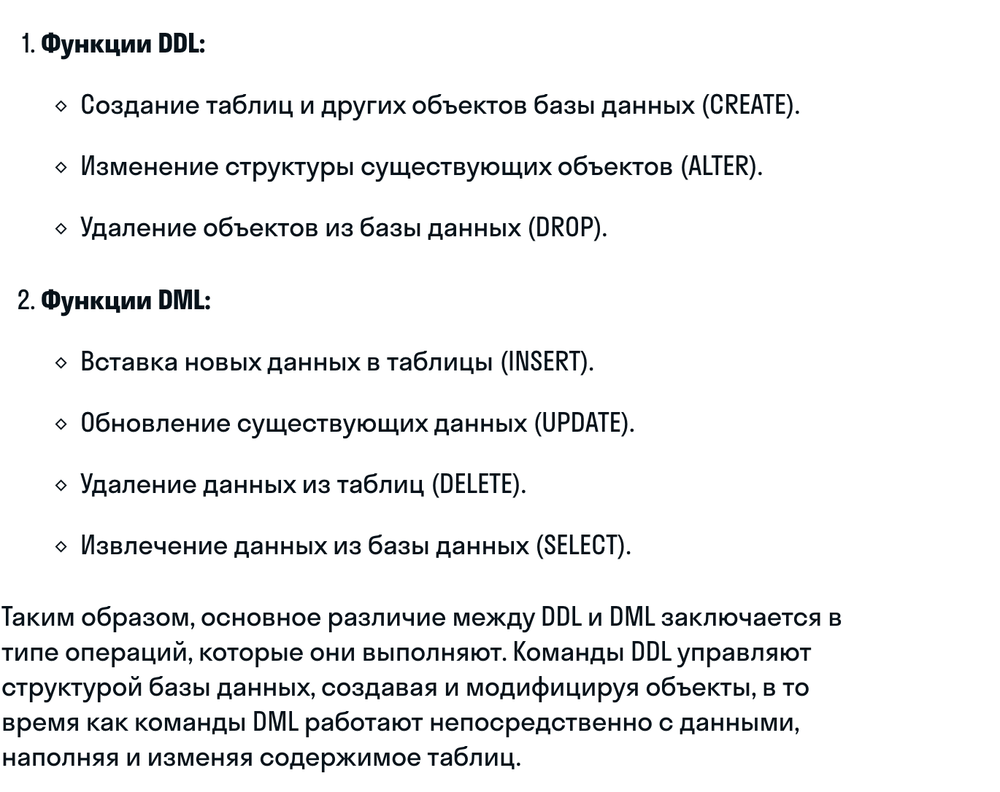 1. Функции DDL:
◇ Создание таблиц и других объектов базы данных (CREATE).
◇ Изменение структуры существующих объектов (ALTER).
◇ Удаление объектов из базы данных (DROP).
2. Функции DML:
◇ Вставка новых данных в таблицы (INSERT).
◇ Обновление существующих данных (UPDATE).
◇ Удаление данных из таблиц (DELETE).
◇ Извлечение данных из базы данных (SELECT).
Таким образом, основное различие между DDL и DML заключается в
типе операций, которые они выполняют. Команды DDL управляют
структурой базы данных, создавая и модифицируя объекты, в то
время как команды DML работают непосредственно с данными,
наполняя и изменяя содержимое таблиц.